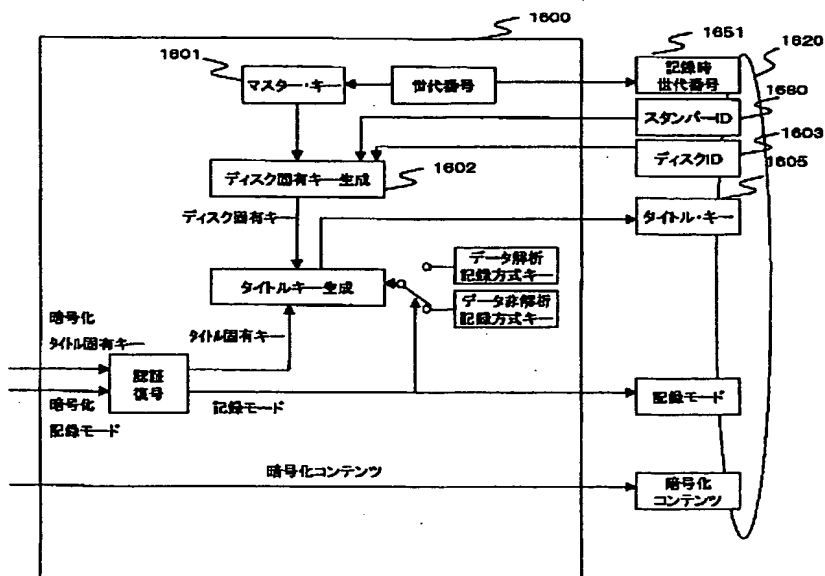 1600
1601
マスター・キー
世代番号
1651
記録時
世代番号
1620
スタンパーID
1680
ディスクID
1603
ディスク固有キー生成
1602
1605
ディスク固有キー
タイトル・キー
タイトルキー生成
データ解析
記録方式キー
データ非解析
記録方式キー
暗号化
タイトル固有キー
タイトル固有キー
認証
復号
暗号化
記録モード
記録モード
記録モード
暗号化コンテンツ
暗号化
コンテンツ